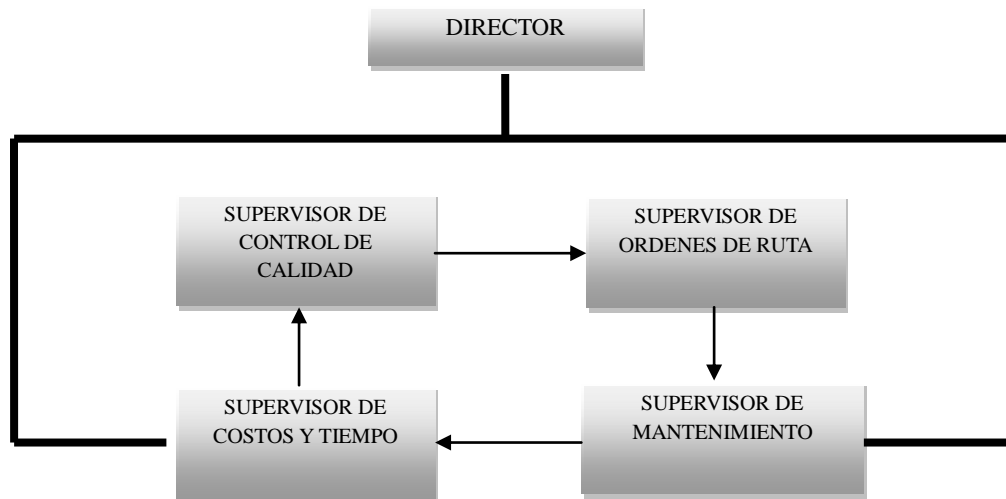 DIRECTOR
SUPERVISOR DE
CONTROL DE
CALIDAD
SUPERVISOR DE
ORDENES DE RUTA
SUPERVISOR DE
COSTOS Y TIEMPO
SUPERVISOR DE
MANTENIMIENTO